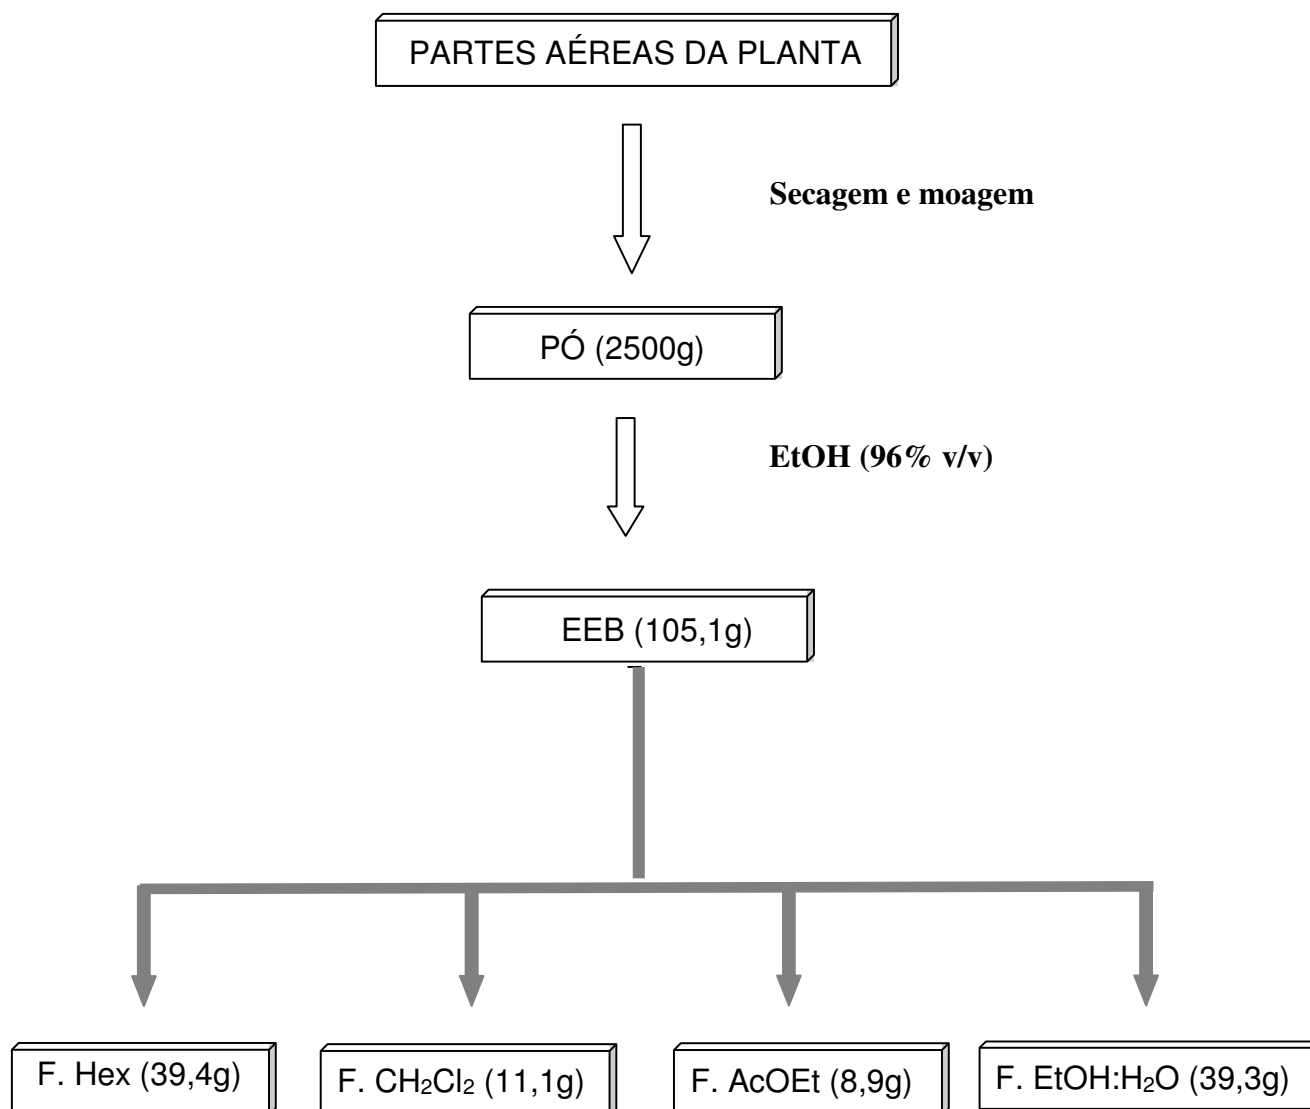 PARTES AÉREAS DA PLANTA
Secagem e moagem
PÓ (2500g)
EtOH (96% v/v)
EEB (105,1g)
F. Hex (39,4g)
F. CH₂Cl₂ (11,1g)
F. AcOEt (8,9g)
F. EtOH:H₂O (39,3g)